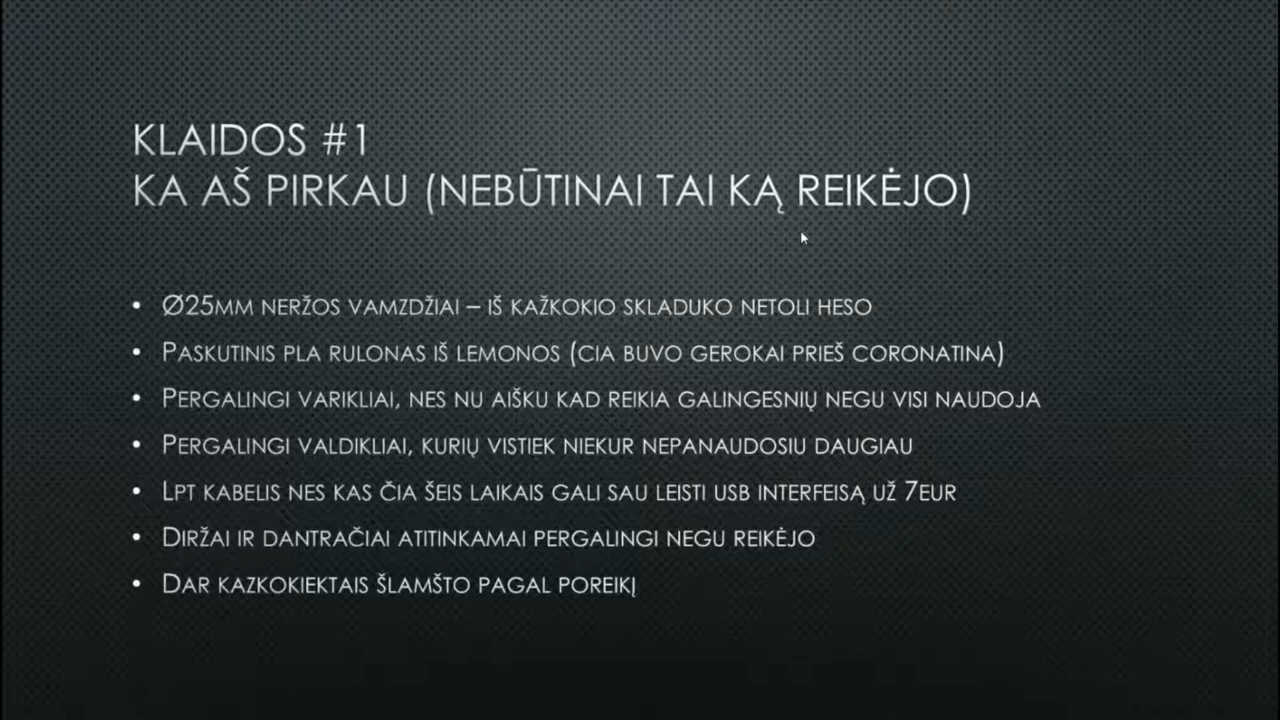 KLAIDOS #1
KA AŠ PIRKAU (NEBŪTINAI TAI KĄ REIKĖJO)
• Ø25MM NERŽOS VAMZDŽIAI – IŠ KAŽKOKIO SKLADUKO NETOLI HESO
• PASKUTINIS PLA RULONAS IŠ LEMONOS (CIA BUVO GEROKAI PRIEŠ CORONATINA)
• PERGALINGI VARIKLIAI, NES NU AIŠKU KAD REIKIA GALINGESNIŲ NEGU VISI NAUDOJA
• PERGALINGI VALDIKLIAI, KURIŲ VISTIEK NIEKUR NEPANAUDOSIU DAUGIAU
• LPT KABELIS NES KAS ČIA ŠEIS LAIKAIS GALI SAU LEISTI USB INTERFEISĄ UŽ 7EUR
• DIRŽAI IR DANTRAČIAI ATITINKAMAI PERGALINGI NEGU REIKĖJO
• DAR KAZKOKIEKTAIS ŠLAMŠTO PAGAL POREIKĮ